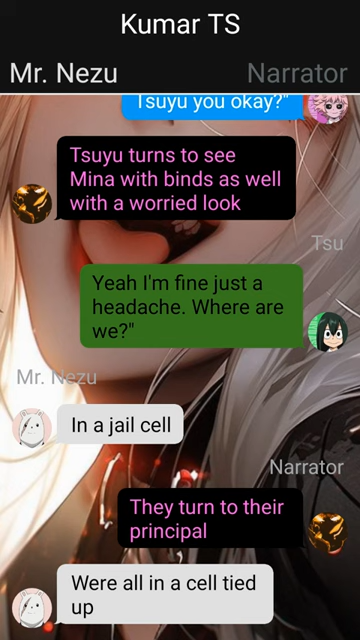 Kumar TS
Mr. Nezu
Narrator
Tsuyu you okay?"
Tsuyu turns to see
Mina with binds as well
with a worried look
Tsu
Yeah I'm fine just a
headache. Where are
we?"
Mr. Nezu
In a jail cell
Narrator
They turn to their
principal
Were all in a cell tied
up